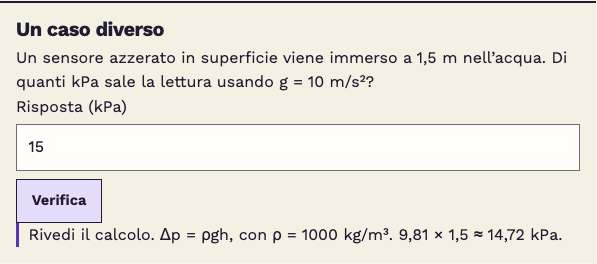 Un caso diverso
Un sensore azzerato in superficie viene immerso a 1,5 m nell’acqua. Di
quanti kPa sale la lettura usando g = 10 m/s²?
Risposta (kPa)
15
Verifica
Rivedi il calcolo. Δp = ρgh, con ρ = 1000 kg/m³. 9,81 × 1,5 ≈ 14,72 kPa.